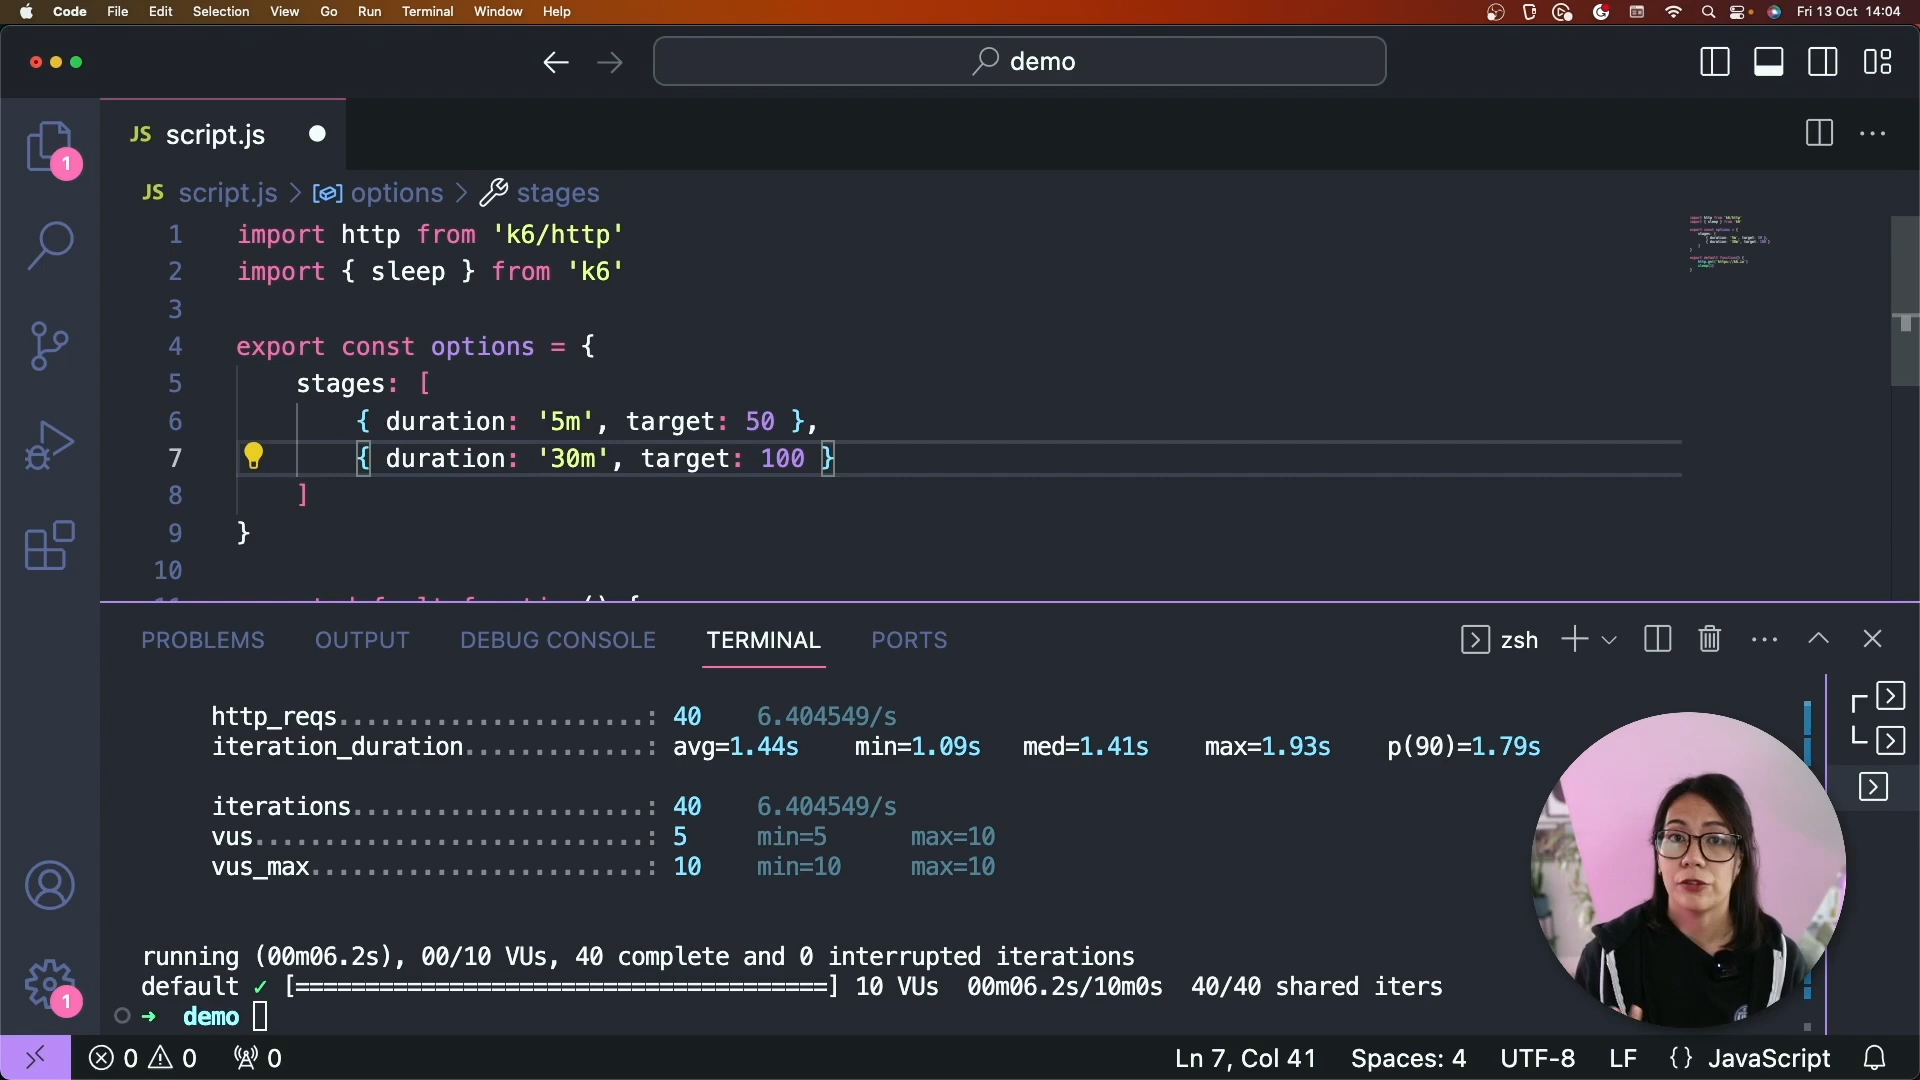 Code File Edit Selection View Go Run Terminal Window Help
Fri 13 Oct 14:04
demo
JS script.js
1
JS script.js > options > stages
1 import http from 'k6/http'
2 import { sleep } from 'k6'
3
4 export const options = {
5 stages: [
6 { duration: '5m', target: 50 },
7 { duration: '30m', target: 100 }
8 ]
9 }
10
PROBLEMS OUTPUT DEBUG CONSOLE TERMINAL PORTS
zsh
http_reqs......................: 40 6.404549/s
iteration_duration.............: avg=1.44s min=1.09s med=1.41s max=1.93s p(90)=1.79s
iterations.....................: 40 6.404549/s
vus............................: 5 min=5 max=10
vus_max........................: 10 min=10 max=10
running (00m06.2s), 00/10 VUs, 40 complete and 0 interrupted iterations
default ✓ [======================================] 10 VUs 00m06.2s/10m0s 40/40 shared iters
1
→ demo
0 0 0
Ln 7, Col 41 Spaces: 4 UTF-8 LF {} JavaScript